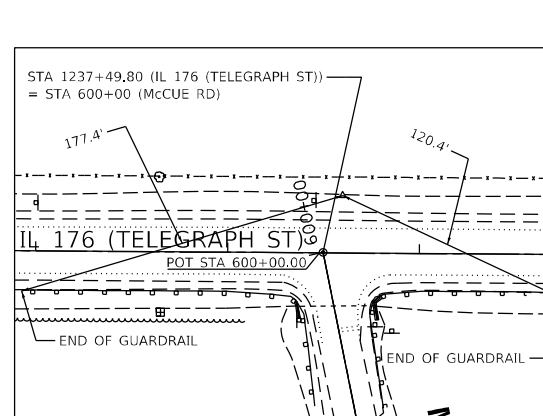 STA 1237+49.80 (IL 176 (TELEGRAPH ST))
= STA 600+00 (McCUE RD)
177.4'
120.4'
600+00
IL 176 (TELEGRAPH ST)
POT STA 600+00.00
END OF GUARDRAIL
END OF GUARDRAIL